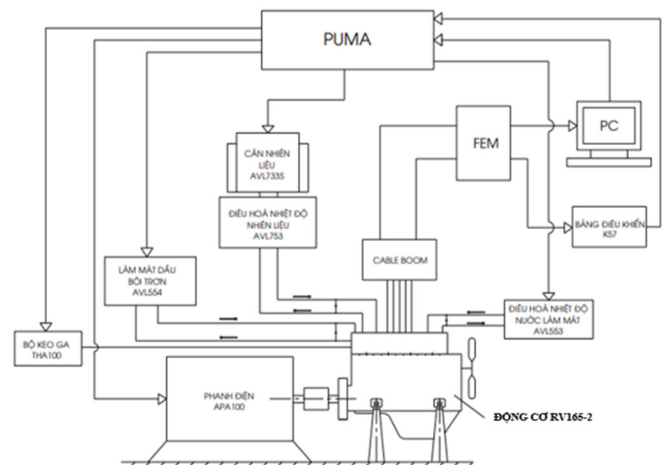 PUMA
PC
FEM
CÂN NHIÊN
LIỆU
AVL733S
ĐIỀU HOÀ NHIỆT ĐỘ
NHIÊN LIỆU
AVL753
BẢNG ĐIỀU KHIỂN
K57
CABLE BOOM
LÀM MÁT DẦU
BÔI TRƠN
AVL554
ĐIỀU HOÀ NHIỆT ĐỘ
NƯỚC LÀM MÁT
AVL553
BỘ KÉO GA
THA100
PHANH ĐIỆN
APA100
ĐỘNG CƠ RV165-2